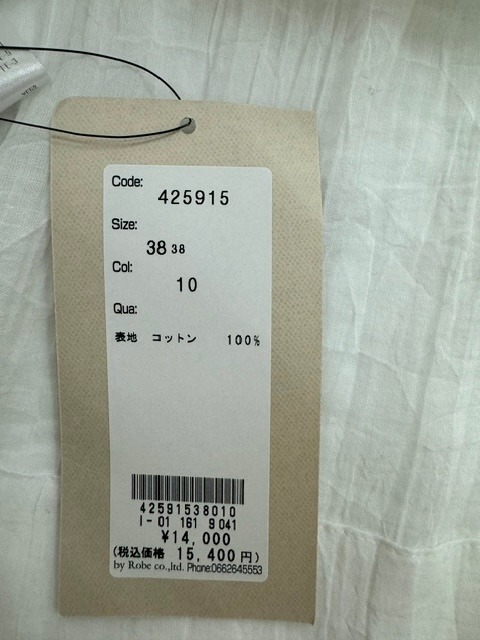 Code:
425915
Size:
38 38
Col:
10
Qua:
表地 コットン 100%
42591538010
I-01 161 9041
¥14,000
(税込価格 15,400円)
by Robe co.,ltd. Phone:0662645553